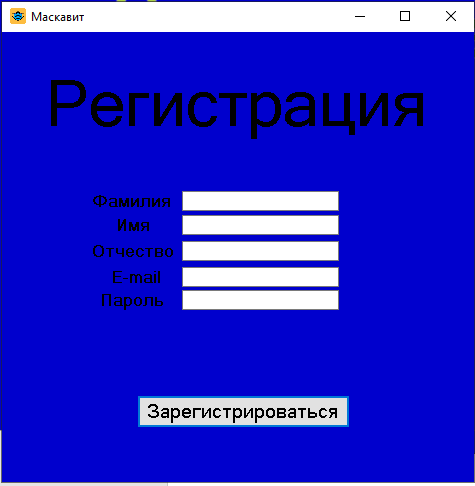 Маскавит
Регистрация
Фамилия
Имя
Отчество
E-mail
Пароль
Зарегистрироваться